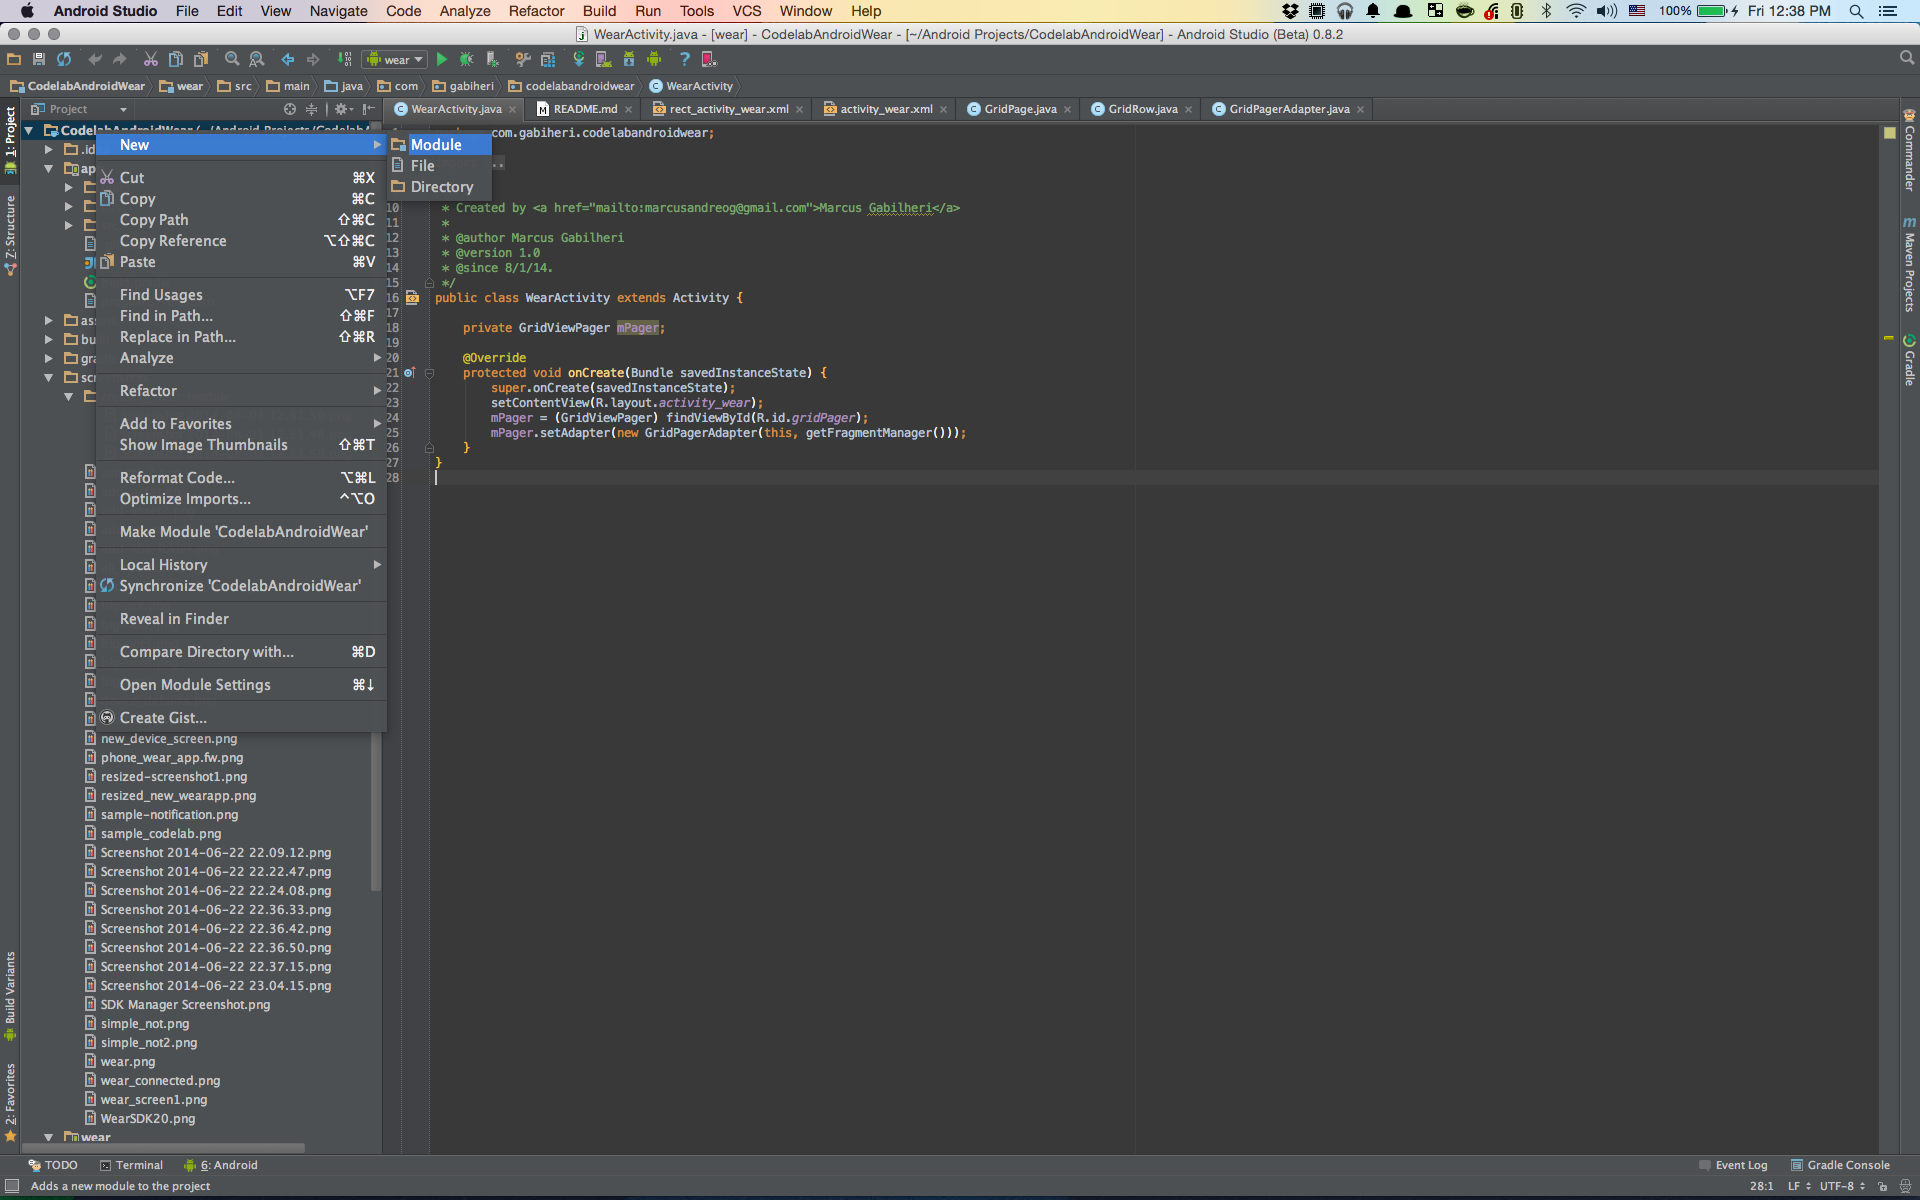 Android Studio File Edit View Navigate Code Analyze Refactor Build Run Tools VCS Window Help 100% Fri 12:38 PM
WearActivity.java - [wear] - CodelabAndroidWear - [~/Android Projects/CodelabAndroidWear] - Android Studio (Beta) 0.8.2
wear
CodelabAndroidWear wear src main java com gabiheri codelabandroidwear WearActivity
Project
WearActivity.java README.md rect_activity_wear.xml activity_wear.xml GridPage.java GridRow.java GridPagerAdapter.java
1: Project
Z: Structure
Build Variants
2: Favorites
Commander
Maven Projects
Gradle
CodelabAndroidWear (~/Android Projects/CodelabA
.id
ap
ass
bu
gra
scr
New
Cut ⌘X
Copy ⌘C
Copy Path ⇧⌘C
Copy Reference ⌥⇧⌘C
Paste ⌘V
Find Usages ⌥F7
Find in Path... ⇧⌘F
Replace in Path... ⇧⌘R
Analyze
Refactor
Add to Favorites
Show Image Thumbnails ⇧⌘T
Reformat Code... ⌥⌘L
Optimize Imports... ^⌥O
Make Module 'CodelabAndroidWear'
Local History
Synchronize 'CodelabAndroidWear'
Reveal in Finder
Compare Directory with... ⌘D
Open Module Settings ⌘↓
Create Gist...
Module
File
Directory
com.gabiheri.codelabandroidwear;
..
10 * Created by <a href="mailto:marcusandreog@gmail.com">Marcus Gabilheri</a>
11 *
12 * @author Marcus Gabilheri
13 * @version 1.0
14 * @since 8/1/14.
15 */
16 public class WearActivity extends Activity {
17
18 private GridViewPager mPager;
19
20 @Override
21 protected void onCreate(Bundle savedInstanceState) {
22 super.onCreate(savedInstanceState);
23 setContentView(R.layout.activity_wear);
24 mPager = (GridViewPager) findViewById(R.id.gridPager);
25 mPager.setAdapter(new GridPagerAdapter(this, getFragmentManager()));
26 }
27 }
28
new_device_screen.png
phone_wear_app.fw.png
resized-screenshot1.png
resized_new_wearapp.png
sample-notification.png
sample_codelab.png
Screenshot 2014-06-22 22.09.12.png
Screenshot 2014-06-22 22.22.47.png
Screenshot 2014-06-22 22.24.08.png
Screenshot 2014-06-22 22.36.33.png
Screenshot 2014-06-22 22.36.42.png
Screenshot 2014-06-22 22.36.50.png
Screenshot 2014-06-22 22.37.15.png
Screenshot 2014-06-22 23.04.15.png
SDK Manager Screenshot.png
simple_not.png
simple_not2.png
wear.png
wear_connected.png
wear_screen1.png
WearSDK20.png
wear
TODO Terminal 6: Android Event Log Gradle Console
Adds a new module to the project 28:1 LF UTF-8